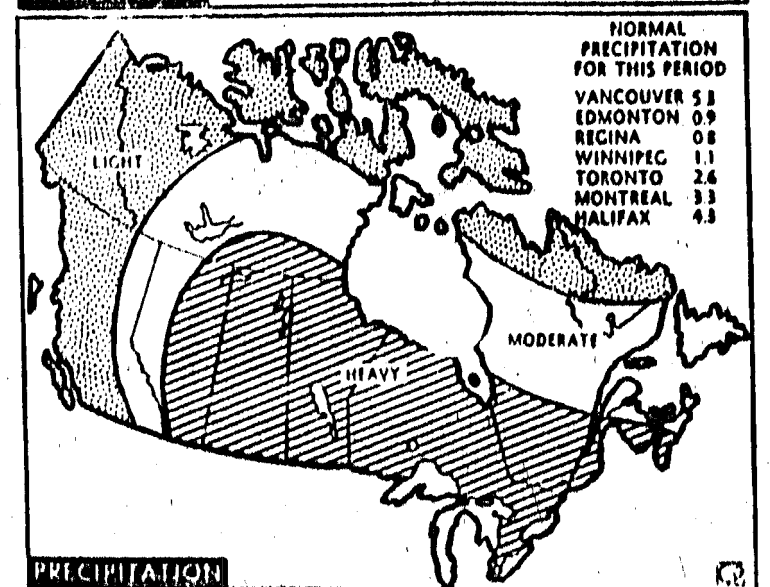 NORMAL
PRECIPITATION
FOR THIS PERIOD
VANCOUVER 5.3
EDMONTON 0.9
REGINA 0.8
WINNIPEG 1.1
TORONTO 2.6
MONTREAL 3.3
HALIFAX 4.3
LIGHT
MODERATE
HEAVY
PRECIPITATION